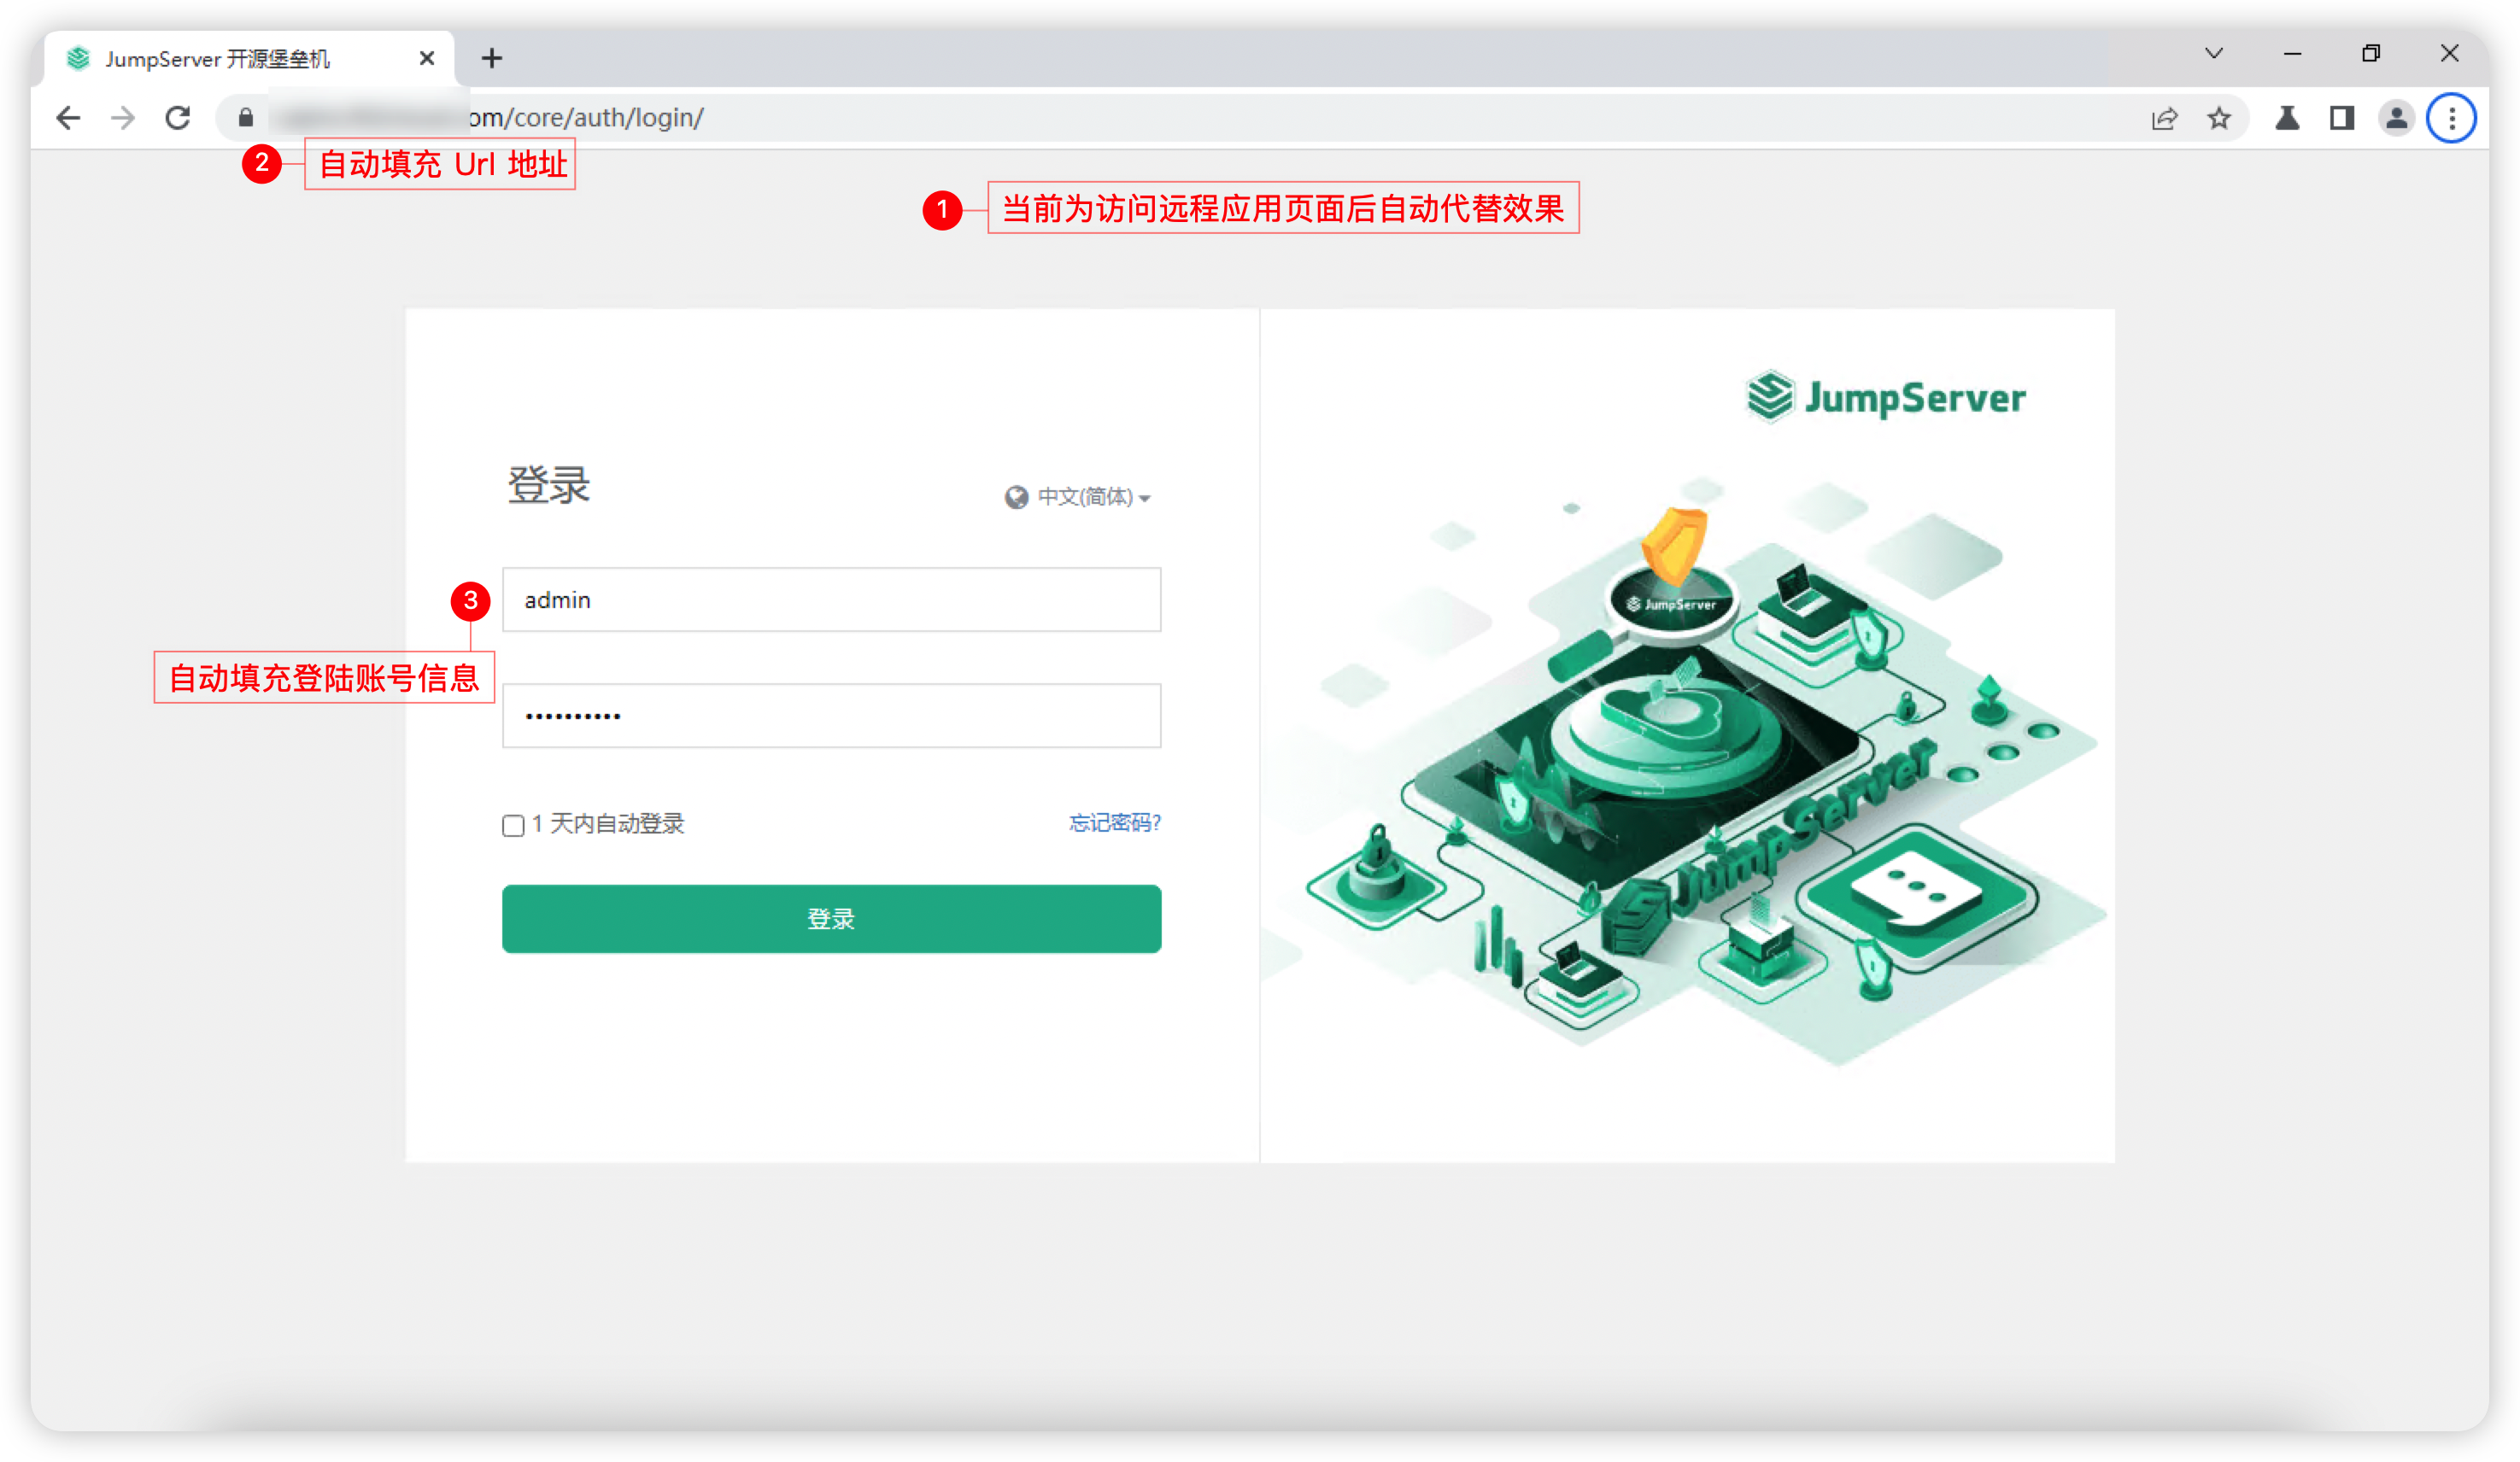 JumpServer 开源堡垒机
om/core/auth/login/
2 自动填充 Url 地址
1 当前为访问远程应用页面后自动代替效果
JumpServer
登录
中文(简体)
JumpServer
3 admin
自动填充登陆账号信息
••••••••••
1 天内自动登录
忘记密码?
JumpServer
登录